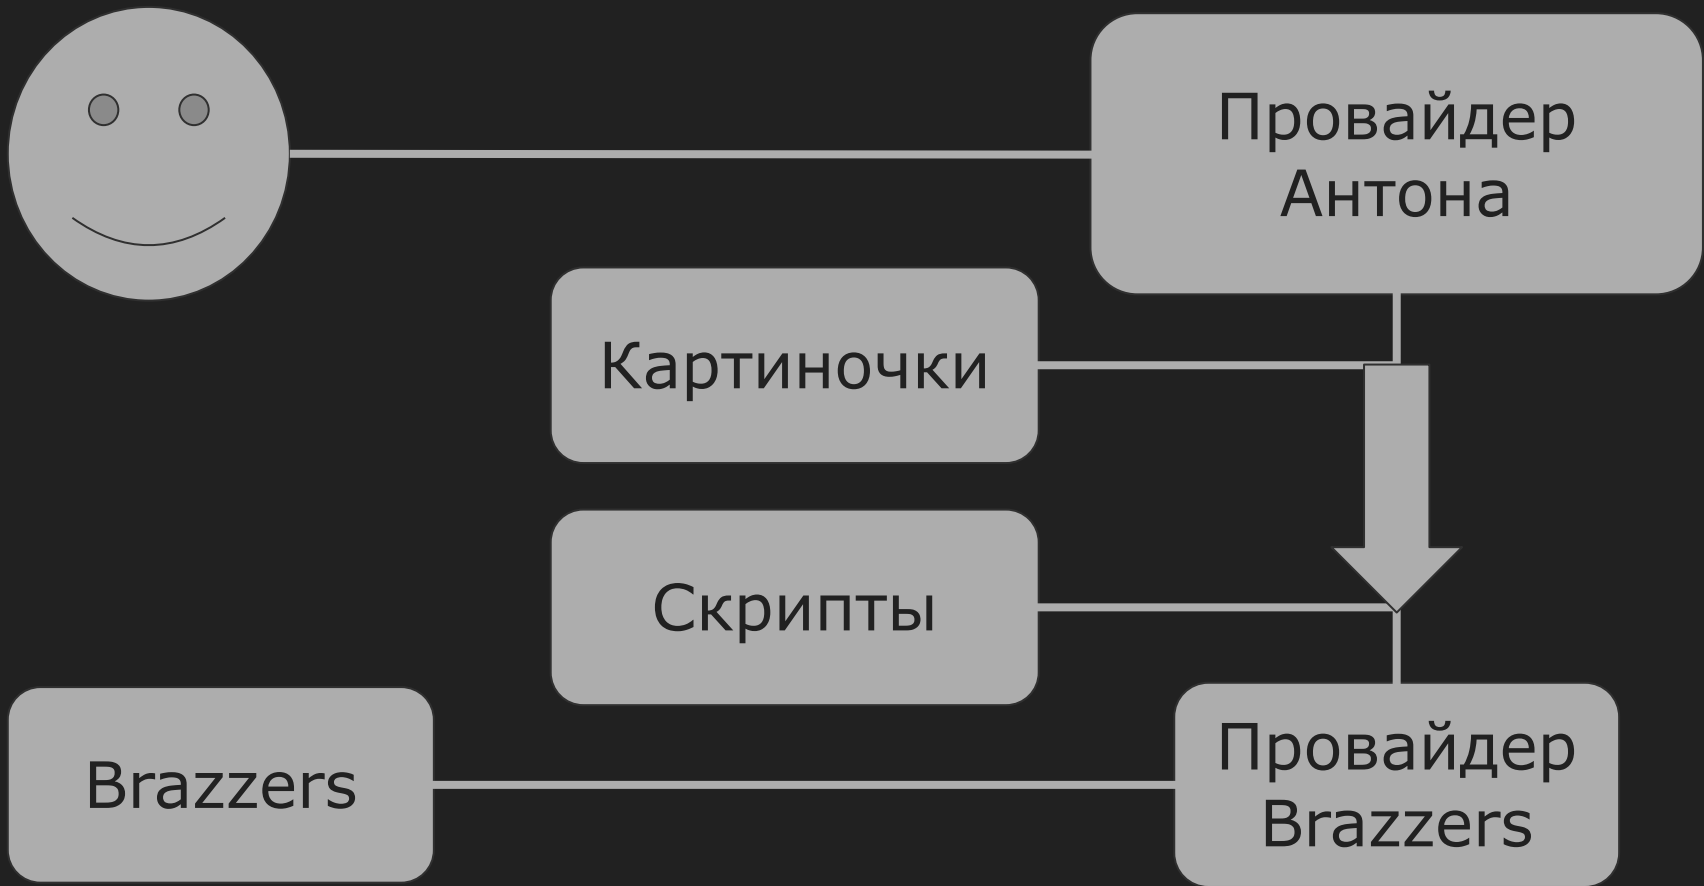 Провайдер
Антона
Картиночки
Скрипты
Brazzers
Провайдер
Brazzers